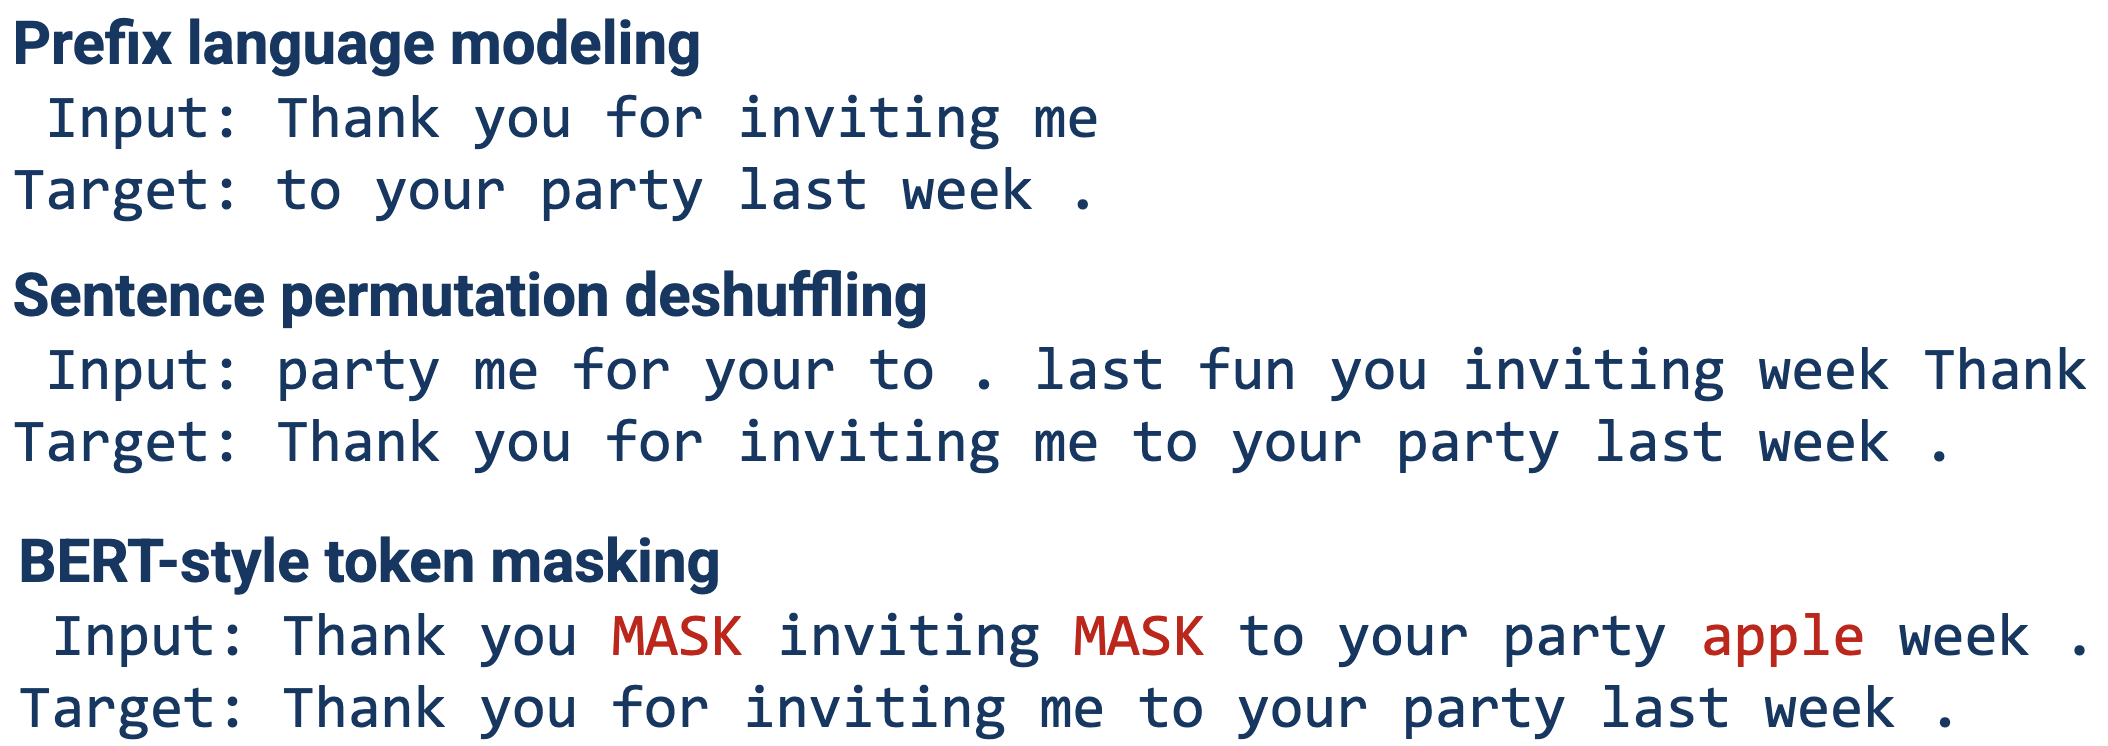 Prefix language modeling
Input: Thank you for inviting me
Target: to your party last week .
Sentence permutation deshuffling
Input: party me for your to . last fun you inviting week Thank
Target: Thank you for inviting me to your party last week .
BERT-style token masking
Input: Thank you MASK inviting MASK to your party apple week .
Target: Thank you for inviting me to your party last week .